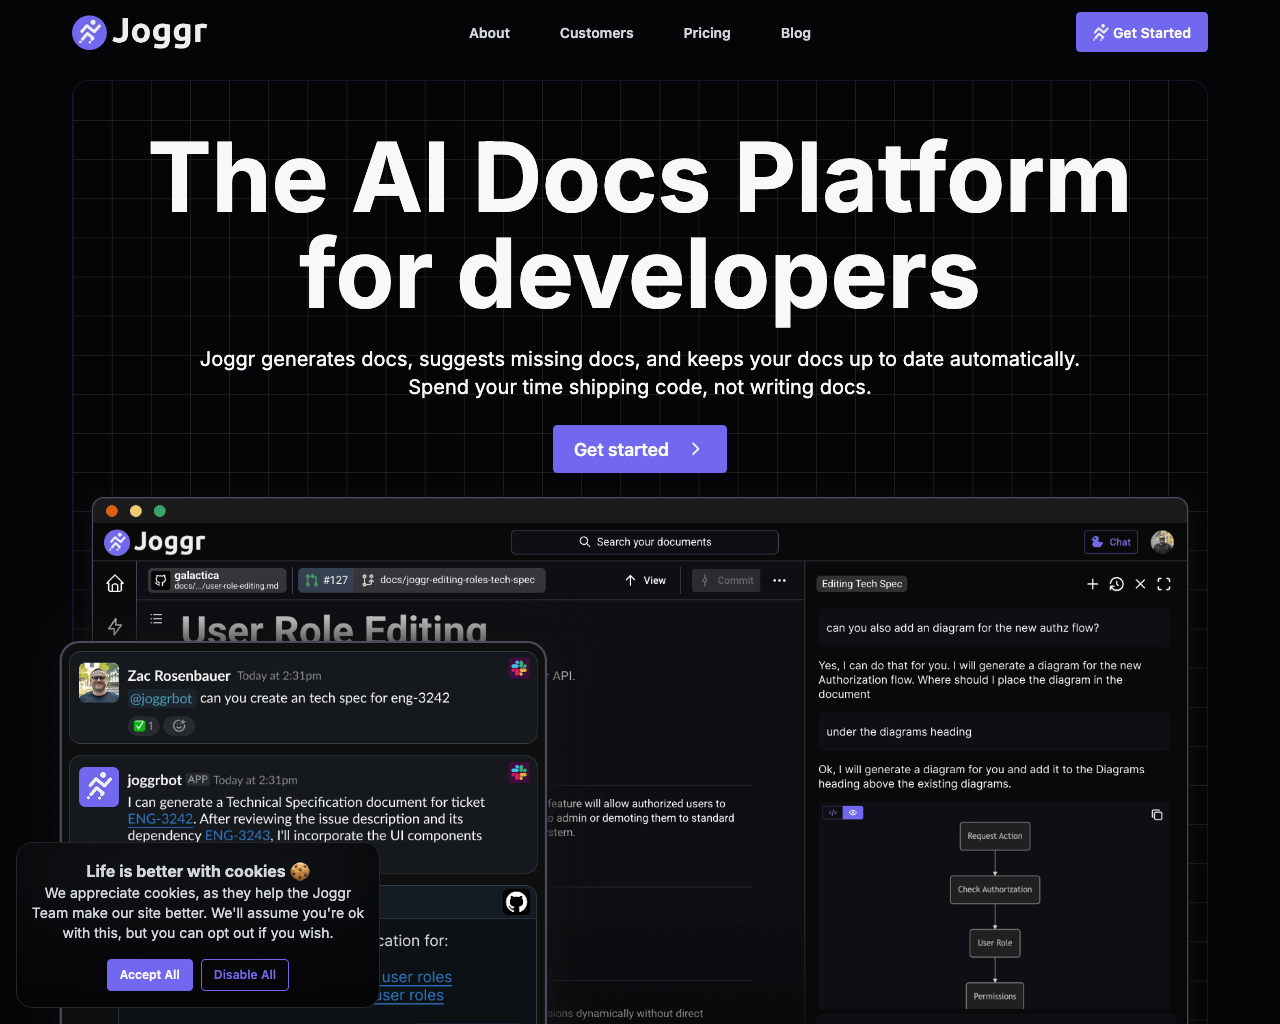 Joggr
About
Customers
Pricing
Blog
Get Started
The AI Docs Platform
for developers
Joggr generates docs, suggests missing docs, and keeps your docs up to date automatically.
Spend your time shipping code, not writing docs.
Get started
Joggr
Search your documents
Chat
galactica
docs/.../user-role-editing.md
#127
docs/joggr-editing-roles-tech-spec
View
Commit
Editing Tech Spec
User Role Editing
API.
feature will allow authorized users to
o admin or demoting them to standard
stem.
sions dynamically without direct
can you also add an diagram for the new authz flow?
Yes, I can do that for you. I will generate a diagram for the new
Authorization flow. Where should I place the diagram in the
document
under the diagrams heading
Ok, I will generate a diagram for you and add it to the Diagrams
heading above the existing diagrams.
Request Action
Check Authorization
User Role
Permissions
Zac Rosenbauer Today at 2:31pm
@joggrbot can you create an tech spec for eng-3242
1
joggrbot APP Today at 2:31pm
I can generate a Technical Specification document for ticket
ENG-3242. After reviewing the issue description and its
dependency ENG-3243, I'll incorporate the UI components
cation for:
user roles
user roles
Life is better with cookies 🍪
We appreciate cookies, as they help the Joggr
Team make our site better. We'll assume you're ok
with this, but you can opt out if you wish.
Accept All
Disable All